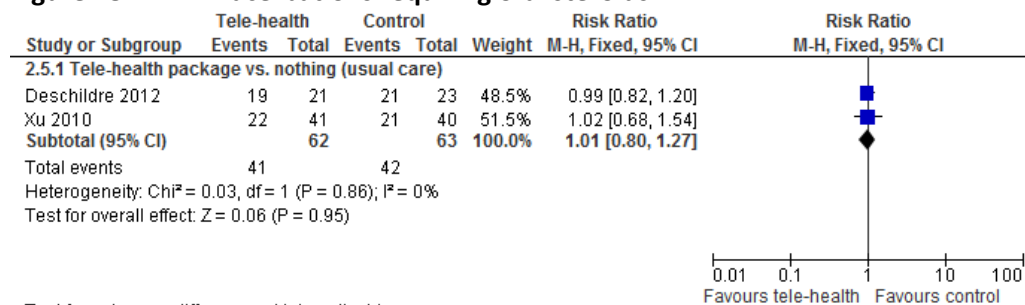 Tele-health Control Risk Ratio Risk Ratio
Study or Subgroup Events Total Events Total Weight M-H, Fixed, 95% CI M-H, Fixed, 95% CI
2.5.1 Tele-health package vs. nothing (usual care)
Deschildre 2012 19 21 21 23 48.5% 0.99 [0.82, 1.20]
Xu 2010 22 41 21 40 51.5% 1.02 [0.68, 1.54]
Subtotal (95% CI) 62 63 100.0% 1.01 [0.80, 1.27]
Total events 41 42
Heterogeneity: Chi² = 0.03, df = 1 (P = 0.86); I² = 0%
Test for overall effect: Z = 0.06 (P = 0.95)
0.01 0.1 1 10 100
Favours tele-health Favours control